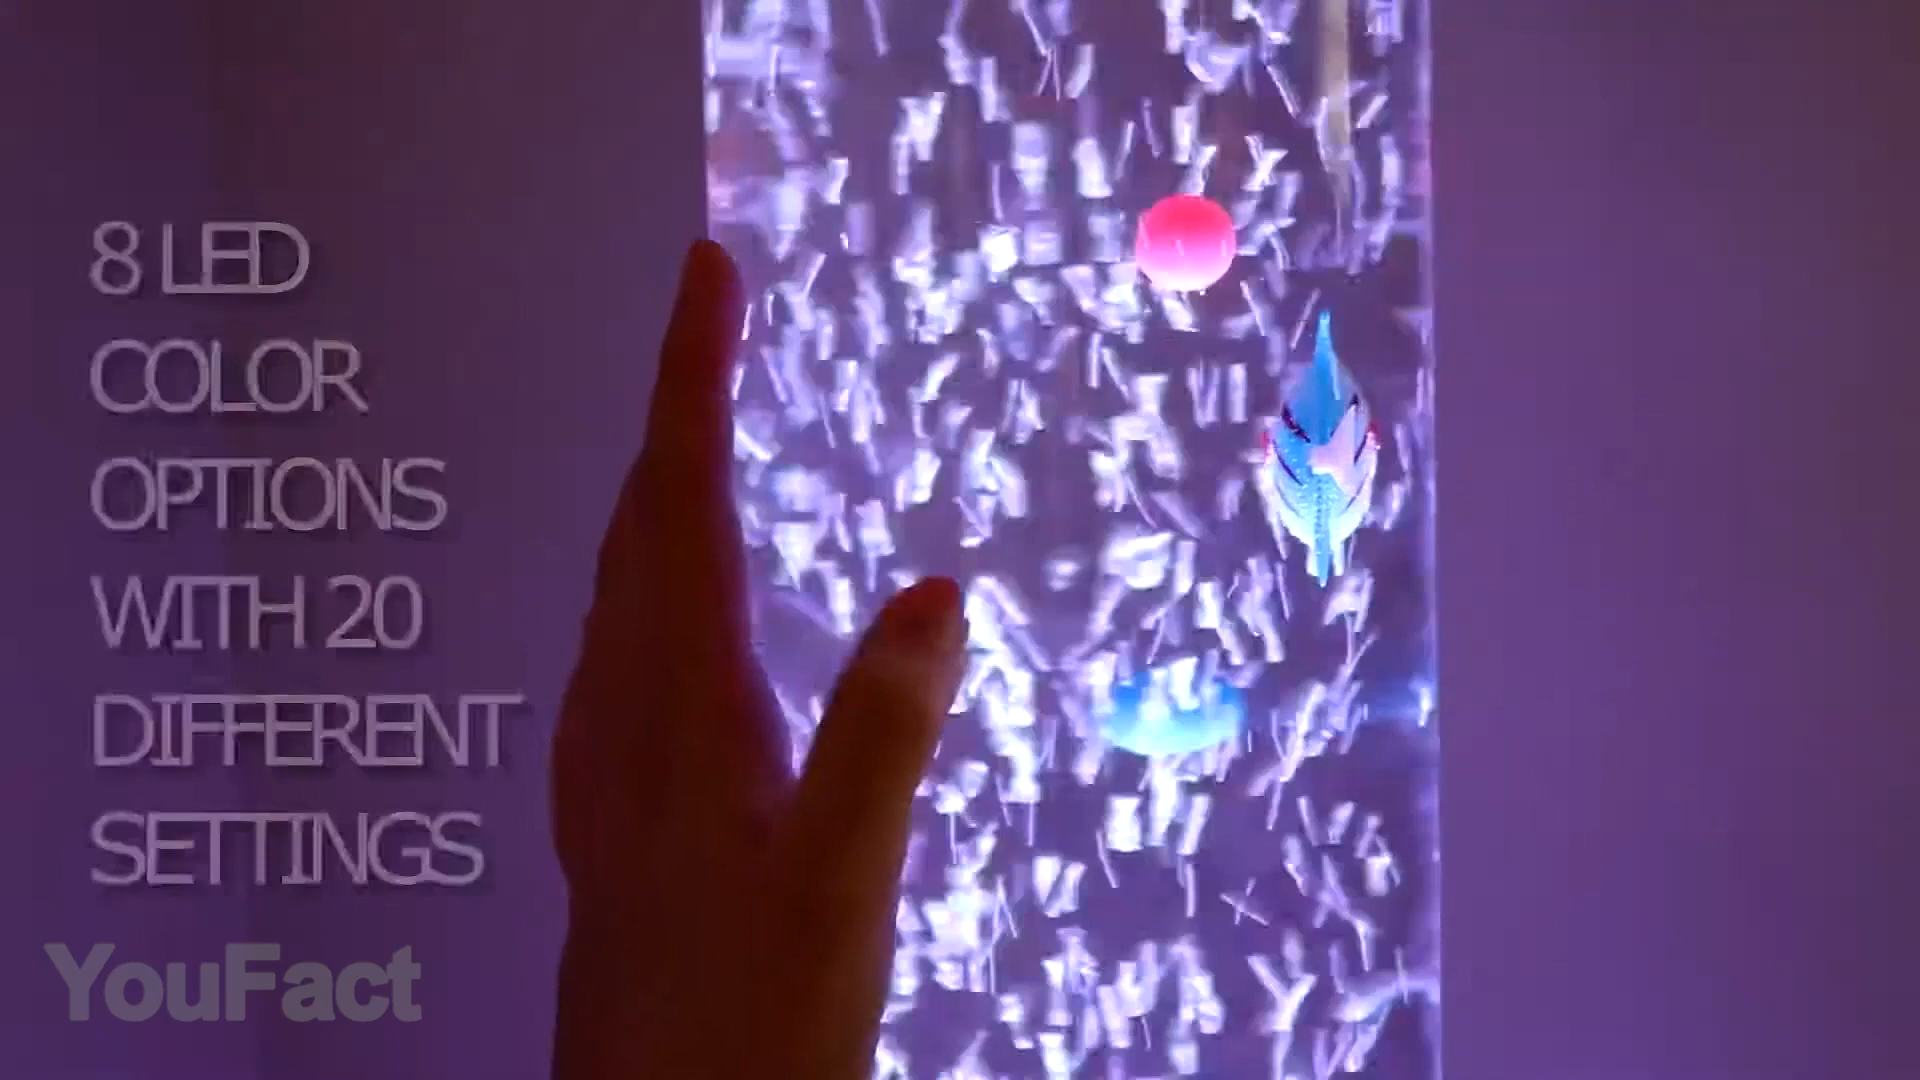 8 LED
COLOR
OPTIONS
WITH 20
DIFFERENT
SETTINGS
YouFact